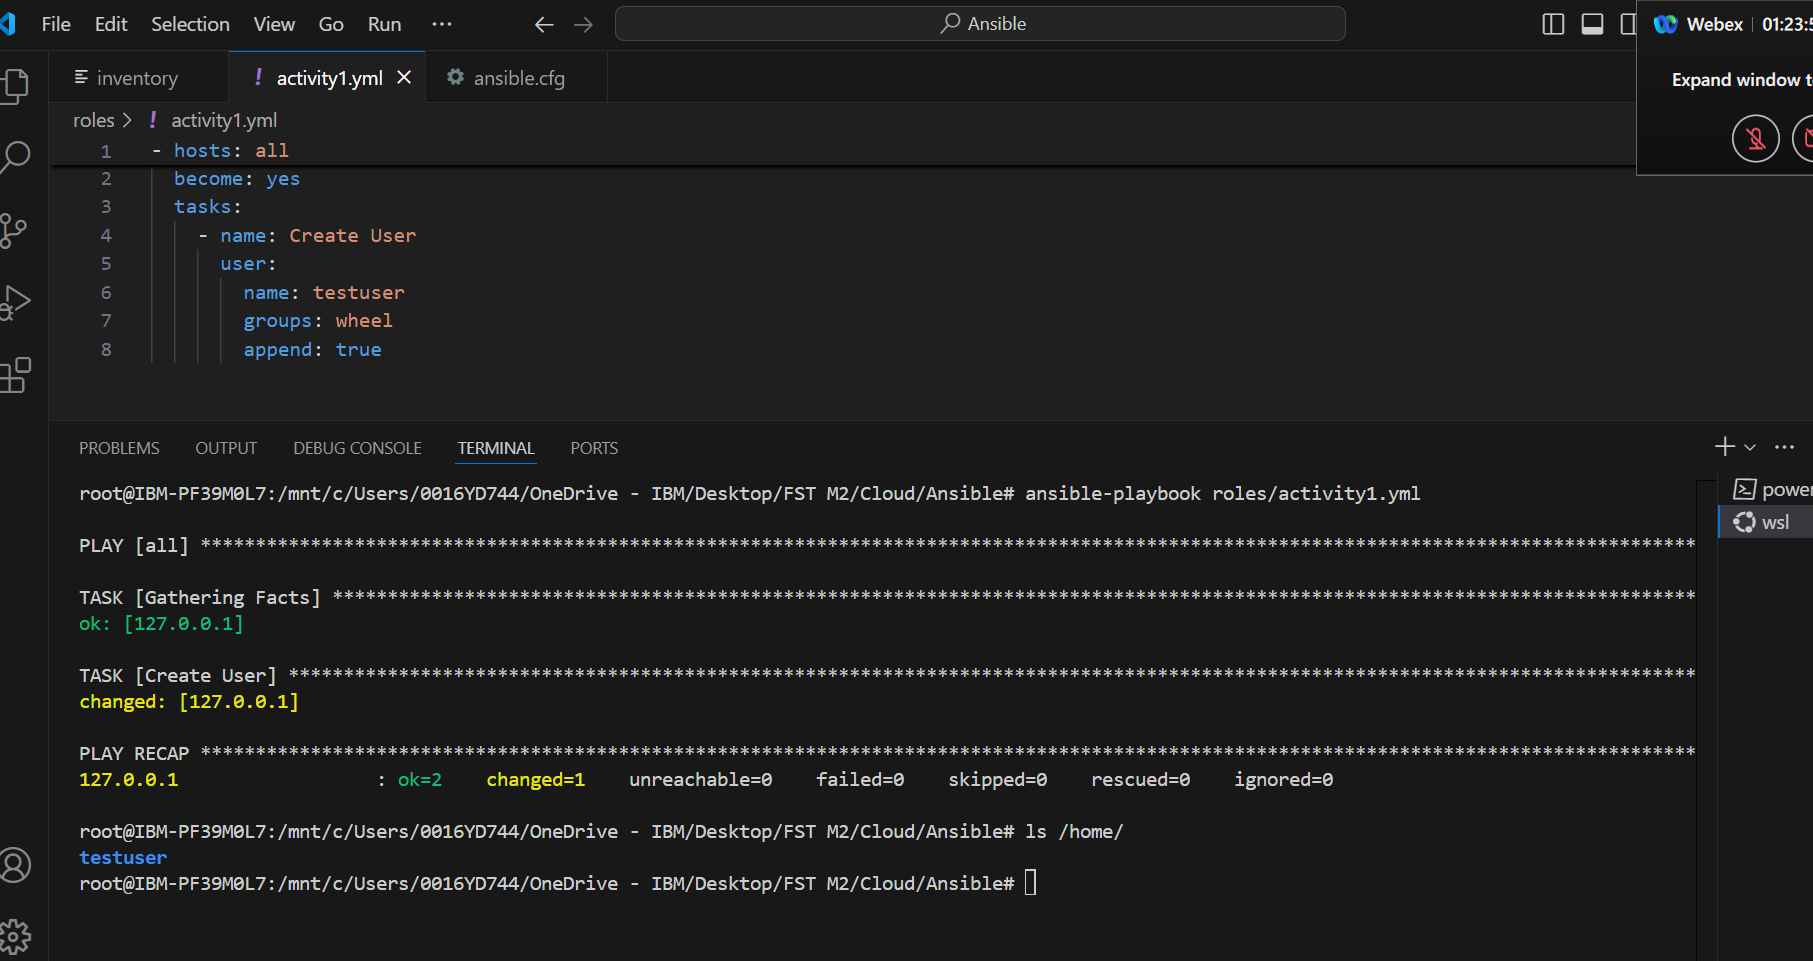 File Edit Selection View Go Run ··· Ansible
Webex | 01:23:5
Expand window to
inventory ! activity1.yml ansible.cfg
roles > ! activity1.yml
1 - hosts: all
2 become: yes
3 tasks:
4 - name: Create User
5 user:
6 name: testuser
7 groups: wheel
8 append: true
PROBLEMS OUTPUT DEBUG CONSOLE TERMINAL PORTS
power
wsl
root@IBM-PF39M0L7:/mnt/c/Users/0016YD744/OneDrive - IBM/Desktop/FST M2/Cloud/Ansible# ansible-playbook roles/activity1.yml
PLAY [all] ****************************************************************************************************************************************
TASK [Gathering Facts] ****************************************************************************************************************************
ok: [127.0.0.1]
TASK [Create User] ********************************************************************************************************************************
changed: [127.0.0.1]
PLAY RECAP ****************************************************************************************************************************************
127.0.0.1 : ok=2 changed=1 unreachable=0 failed=0 skipped=0 rescued=0 ignored=0
root@IBM-PF39M0L7:/mnt/c/Users/0016YD744/OneDrive - IBM/Desktop/FST M2/Cloud/Ansible# ls /home/
testuser
root@IBM-PF39M0L7:/mnt/c/Users/0016YD744/OneDrive - IBM/Desktop/FST M2/Cloud/Ansible#